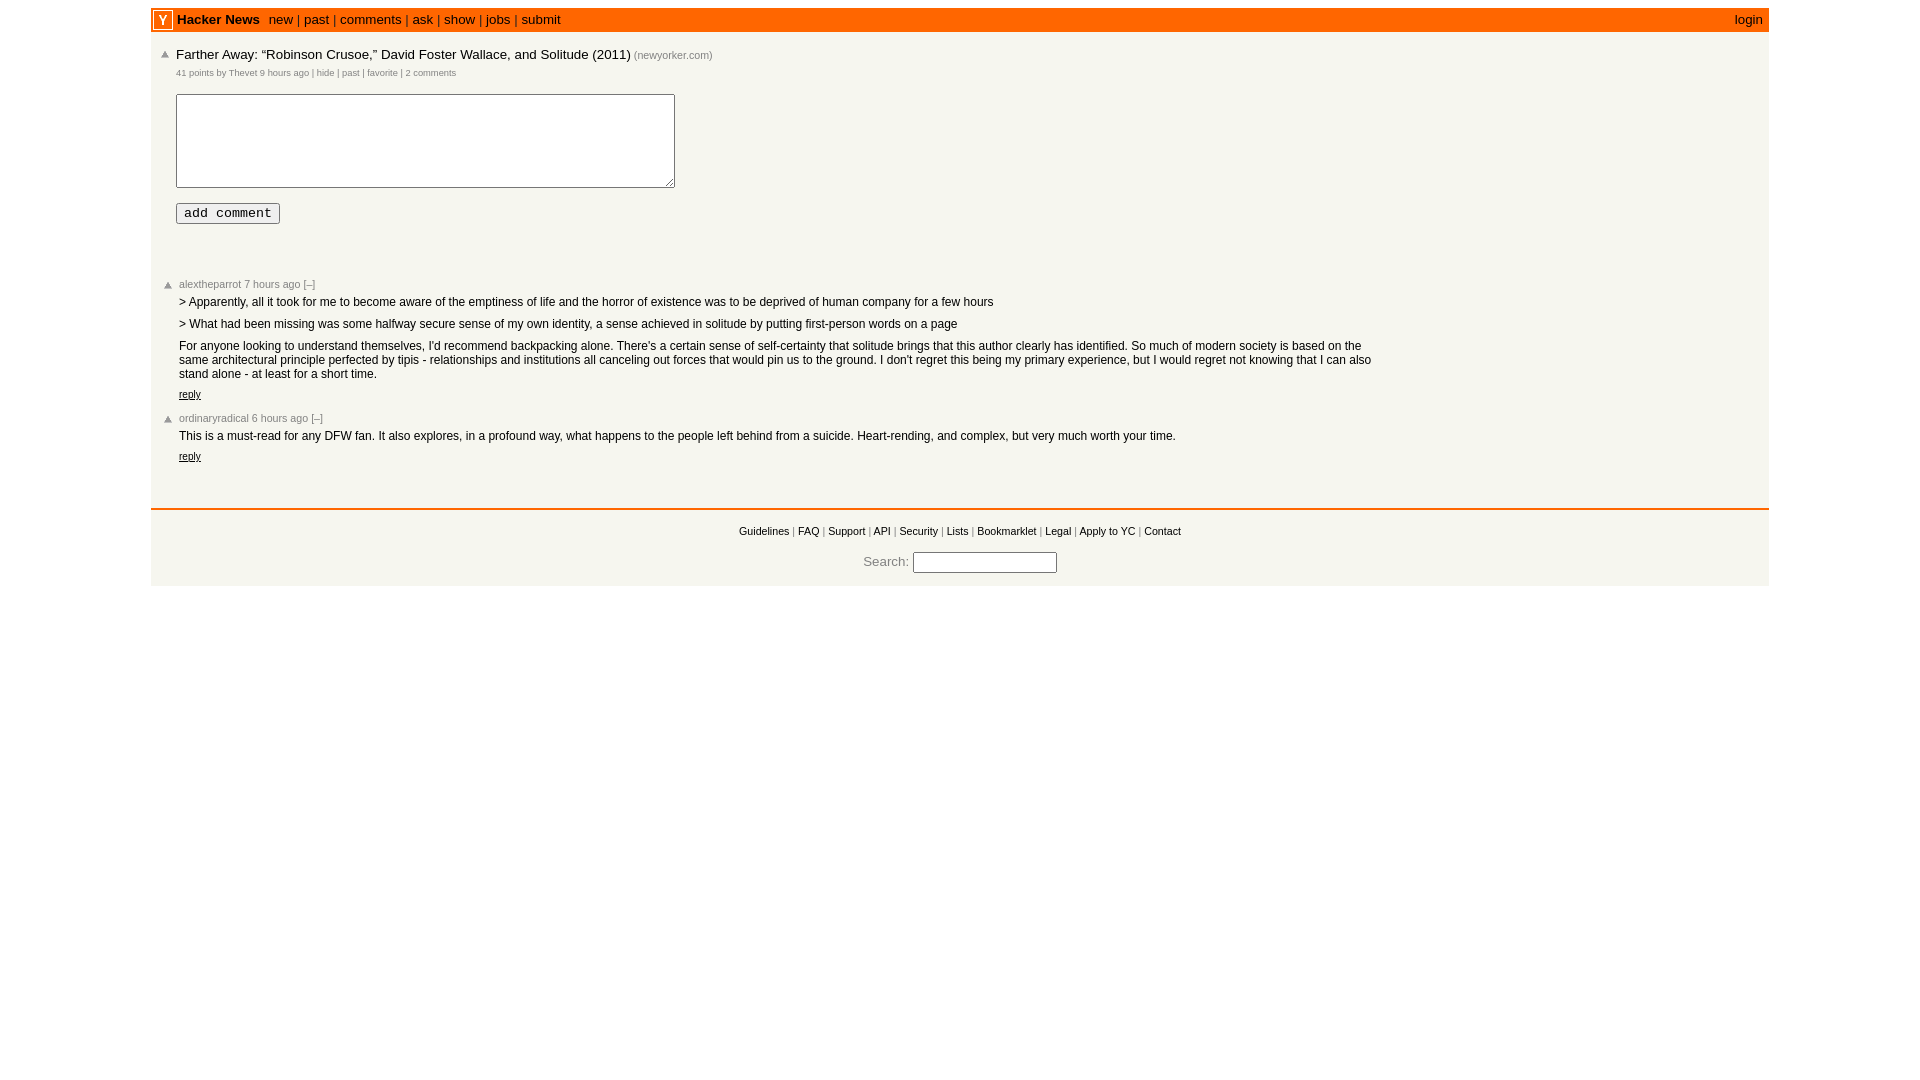 Y Hacker News new | past | comments | ask | show | jobs | submit login
Farther Away: “Robinson Crusoe,” David Foster Wallace, and Solitude (2011) (newyorker.com)
41 points by Thevet 9 hours ago | hide | past | favorite | 2 comments
add comment
alextheparrot 7 hours ago [–]
> Apparently, all it took for me to become aware of the emptiness of life and the horror of existence was to be deprived of human company for a few hours
> What had been missing was some halfway secure sense of my own identity, a sense achieved in solitude by putting first-person words on a page
For anyone looking to understand themselves, I'd recommend backpacking alone. There's a certain sense of self-certainty that solitude brings that this author clearly has identified. So much of modern society is based on the
same architectural principle perfected by tipis - relationships and institutions all canceling out forces that would pin us to the ground. I don't regret this being my primary experience, but I would regret not knowing that I can also
stand alone - at least for a short time.
reply
ordinaryradical 6 hours ago [–]
This is a must-read for any DFW fan. It also explores, in a profound way, what happens to the people left behind from a suicide. Heart-rending, and complex, but very much worth your time.
reply
Guidelines | FAQ | Support | API | Security | Lists | Bookmarklet | Legal | Apply to YC | Contact
Search: